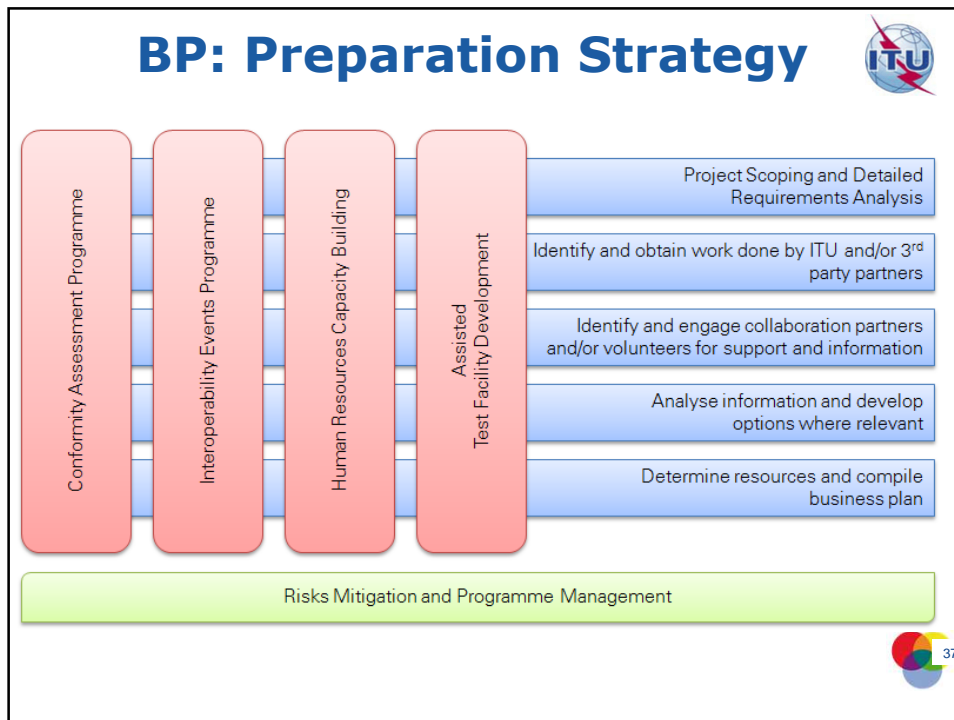 BP: Preparation Strategy
ITU
Conformity Assessment Programme
Interoperability Events Programme
Human Resources Capacity Building
Assisted
Test Facility Development
Project Scoping and Detailed
Requirements Analysis
Identify and obtain work done by ITU and/or 3rd
party partners
Identify and engage collaboration partners
and/or volunteers for support and information
Analyse information and develop
options where relevant
Determine resources and compile
business plan
Risks Mitigation and Programme Management
37